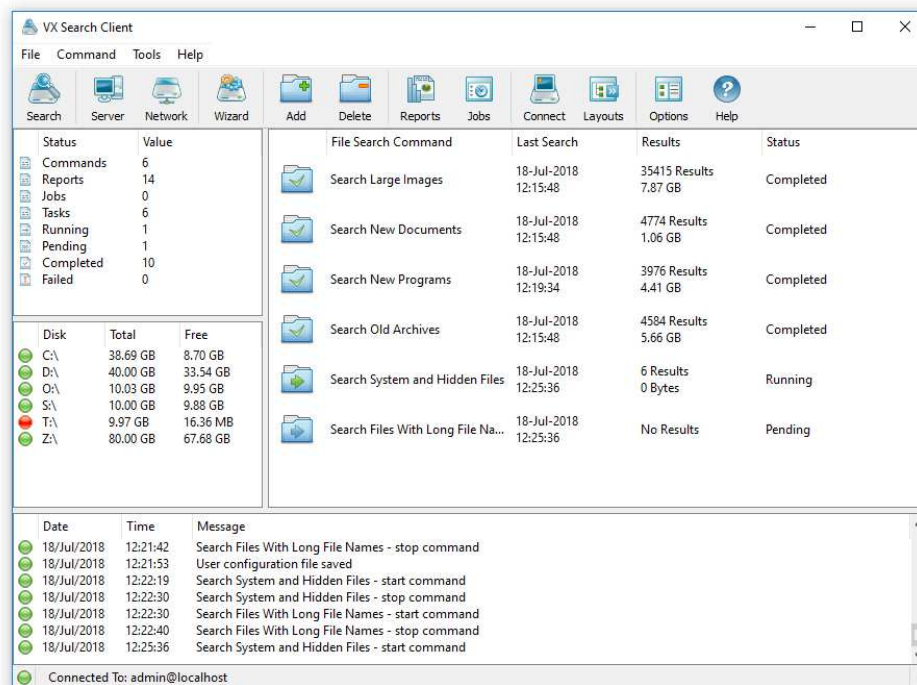 VX Search Client
File Command Tools Help
Search Server Network Wizard Add Delete Reports Jobs Connect Layouts Options Help
Status Value
Commands 6
Reports 14
Jobs 0
Tasks 6
Running 1
Pending 1
Completed 10
Failed 0
Disk Total Free
C:\ 38.69 GB 8.70 GB
D:\ 40.00 GB 33.54 GB
O:\ 10.03 GB 9.95 GB
S:\ 10.00 GB 9.88 GB
T:\ 9.97 GB 16.36 MB
Z:\ 80.00 GB 67.68 GB
File Search Command Last Search Results Status
Search Large Images 18-Jul-2018 12:15:48 35415 Results 7.87 GB Completed
Search New Documents 18-Jul-2018 12:15:48 4774 Results 1.06 GB Completed
Search New Programs 18-Jul-2018 12:19:34 3976 Results 4.41 GB Completed
Search Old Archives 18-Jul-2018 12:15:48 4584 Results 5.66 GB Completed
Search System and Hidden Files 18-Jul-2018 12:25:36 6 Results 0 Bytes Running
Search Files With Long File Na... 18-Jul-2018 12:25:36 No Results Pending
Date Time Message
18/Jul/2018 12:21:42 Search Files With Long File Names - stop command
18/Jul/2018 12:21:53 User configuration file saved
18/Jul/2018 12:22:19 Search System and Hidden Files - start command
18/Jul/2018 12:22:30 Search System and Hidden Files - stop command
18/Jul/2018 12:22:30 Search Files With Long File Names - start command
18/Jul/2018 12:22:40 Search Files With Long File Names - stop command
18/Jul/2018 12:25:36 Search System and Hidden Files - start command
Connected To: admin@localhost